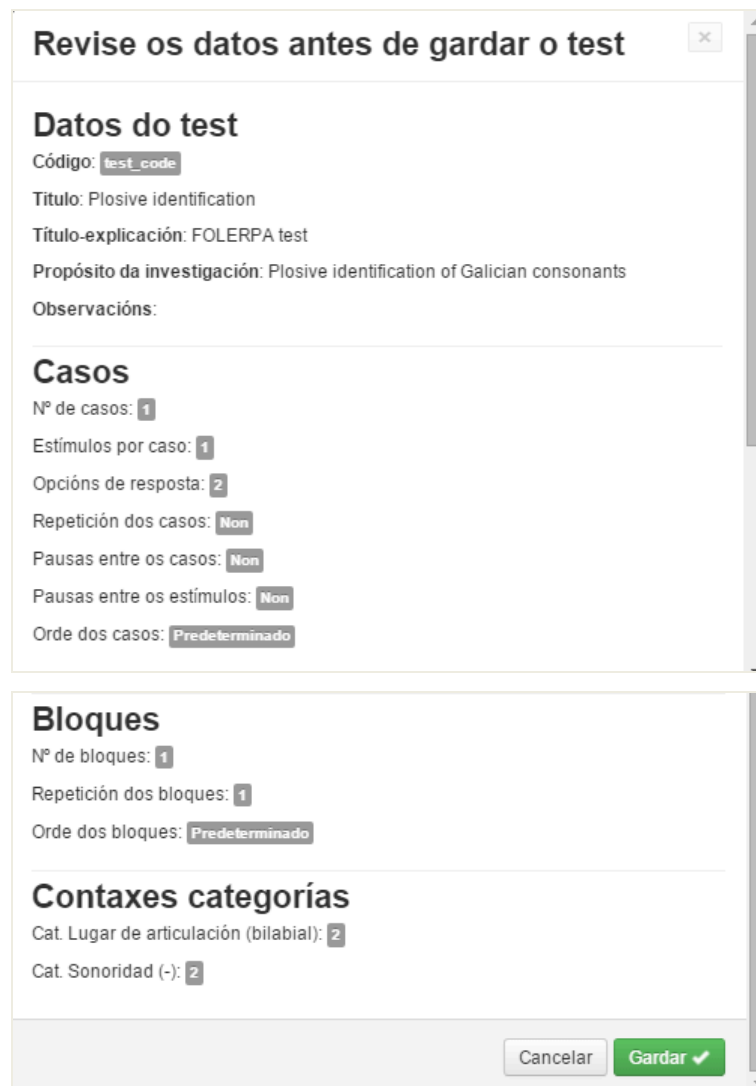 Revise os datos antes de gardar o test
×
Datos do test
Código: test_code
Titulo: Plosive identification
Título-explicación: FOLERPA test
Propósito da investigación: Plosive identification of Galician consonants
Observacións:
Casos
Nº de casos: 1
Estímulos por caso: 1
Opcións de resposta: 2
Repetición dos casos: Non
Pausas entre os casos: Non
Pausas entre os estímulos: Non
Orde dos casos: Predeterminado
Bloques
Nº de bloques: 1
Repetición dos bloques: 1
Orde dos bloques: Predeterminado
Contaxes categorías
Cat. Lugar de articulación (bilabial): 2
Cat. Sonoridad (-): 2
Cancelar Gardar ✔